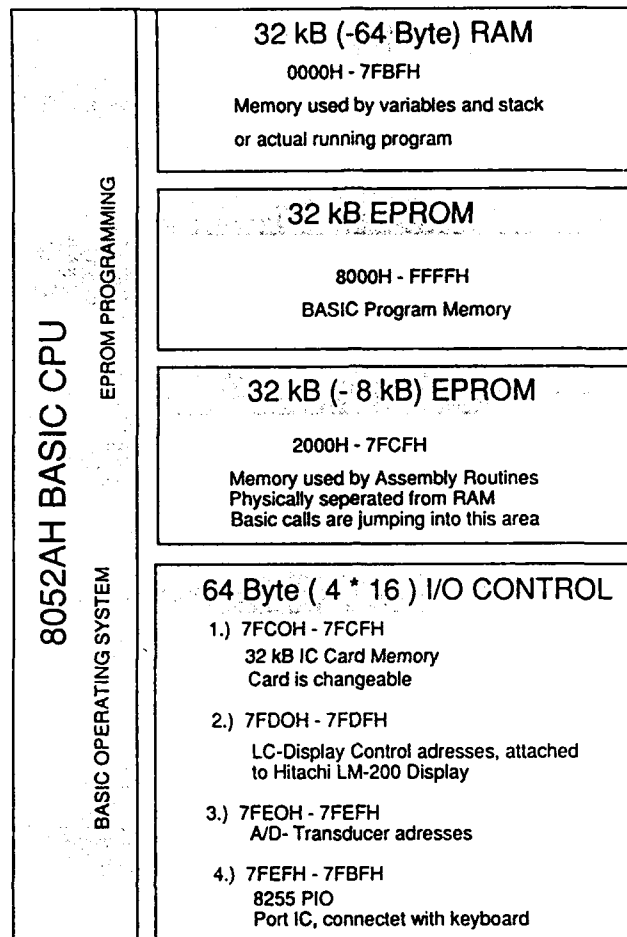 8052AH BASIC CPU
BASIC OPERATING SYSTEM
EPROM PROGRAMMING
32 kB (-64 Byte) RAM
0000H - 7FBFH
Memory used by variables and stack
or actual running program
32 kB EPROM
8000H - FFFFH
BASIC Program Memory
32 kB (- 8 kB) EPROM
2000H - 7FCFH
Memory used by Assembly Routines
Physically seperated from RAM
Basic calls are jumping into this area
64 Byte ( 4 * 16 ) I/O CONTROL
1.) 7FCOH - 7FCFH
32 kB IC Card Memory
Card is changeable
2.) 7FDOH - 7FDFH
LC-Display Control adresses, attached
to Hitachi LM-200 Display
3.) 7FEOH - 7FEFH
A/D- Transducer adresses
4.) 7FEFH - 7FBFH
8255 PIO
Port IC, connectet with keyboard